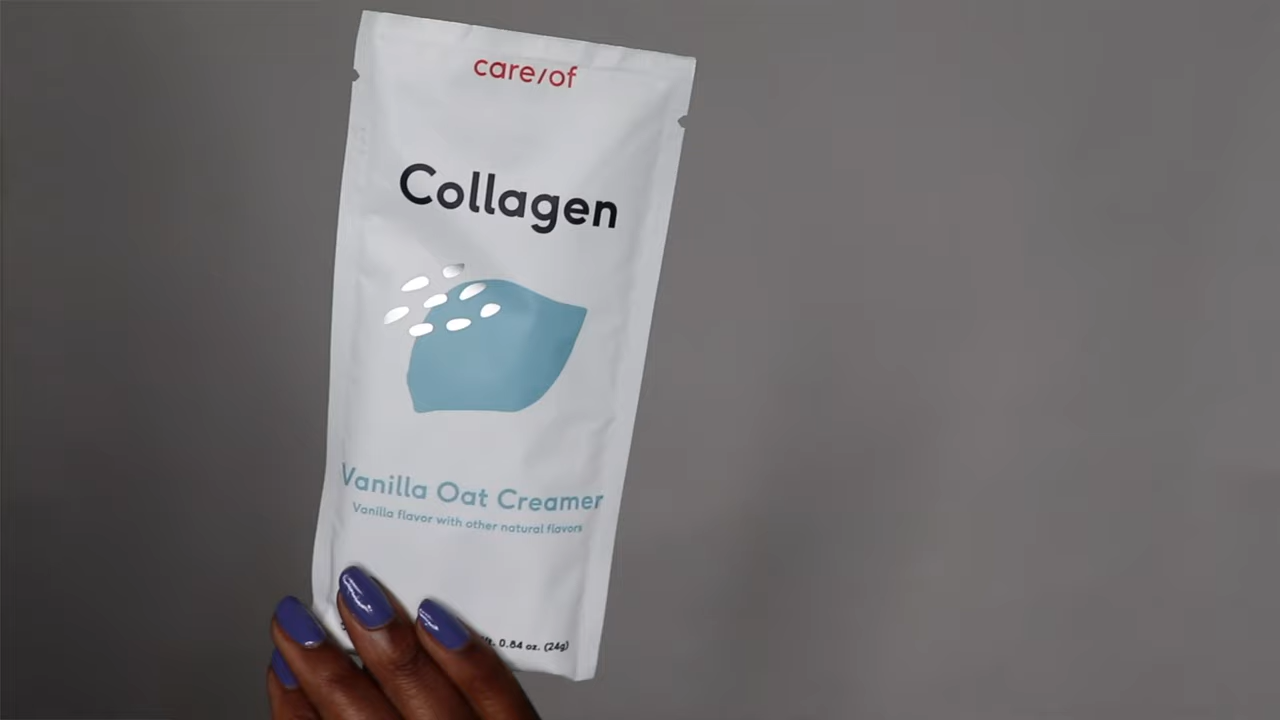 care/of
Collagen
Vanilla Oat Creamer
Vanilla flavor with other natural flavors
0.84 oz. (24g)